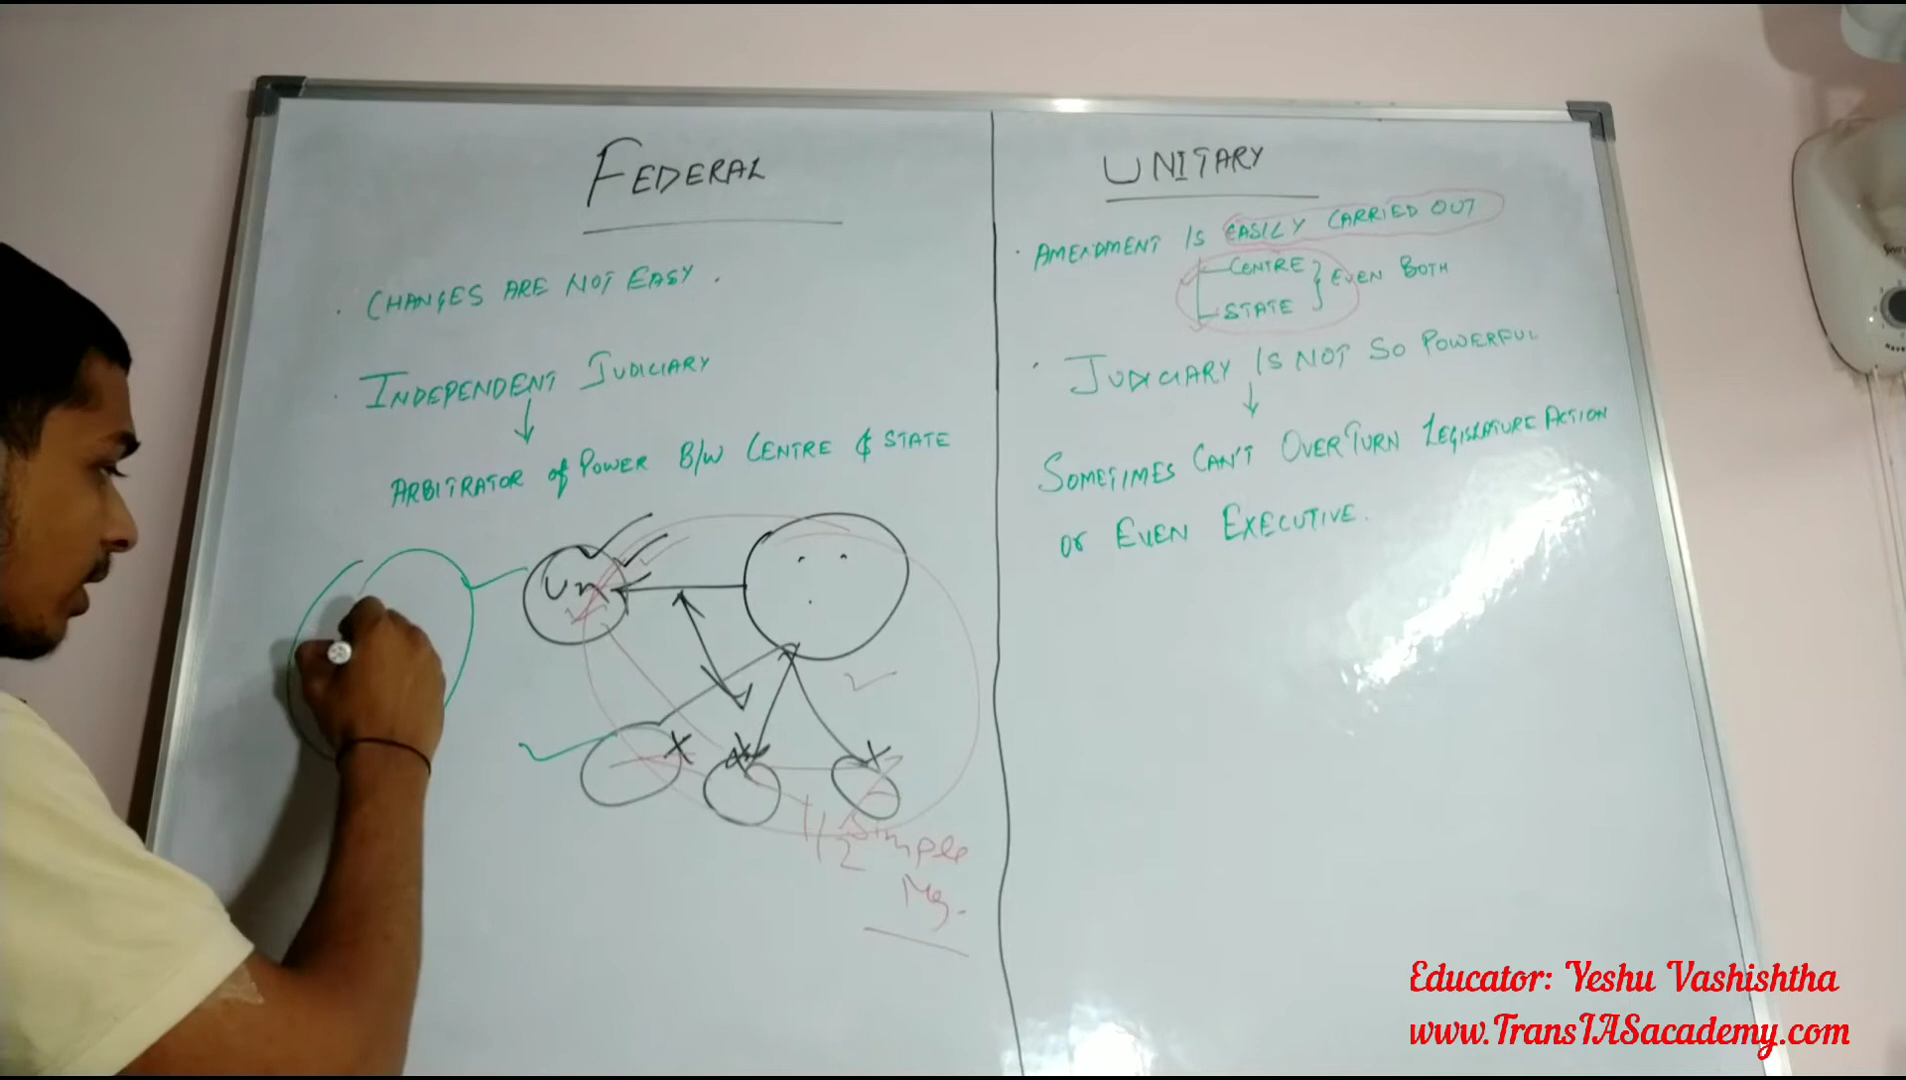 FEDERAL
• CHANGES ARE NOT EASY.
• INDEPENDENT JUDICIARY
↓
ARBITRATOR of POWER B/W CENTRE & STATE
Un
1/2 Simple
UNITARY
• AMENDMENT IS EASILY CARRIED OUT
CENTRE } EVEN BOTH
STATE
• JUDICIARY IS NOT SO POWERFUL
↓
SOMETIMES CAN'T OVERTURN LEGISLATURE ACTION
or EVEN EXECUTIVE.
Educator: Yeshu Vashishtha
www.TransIASacademy.com